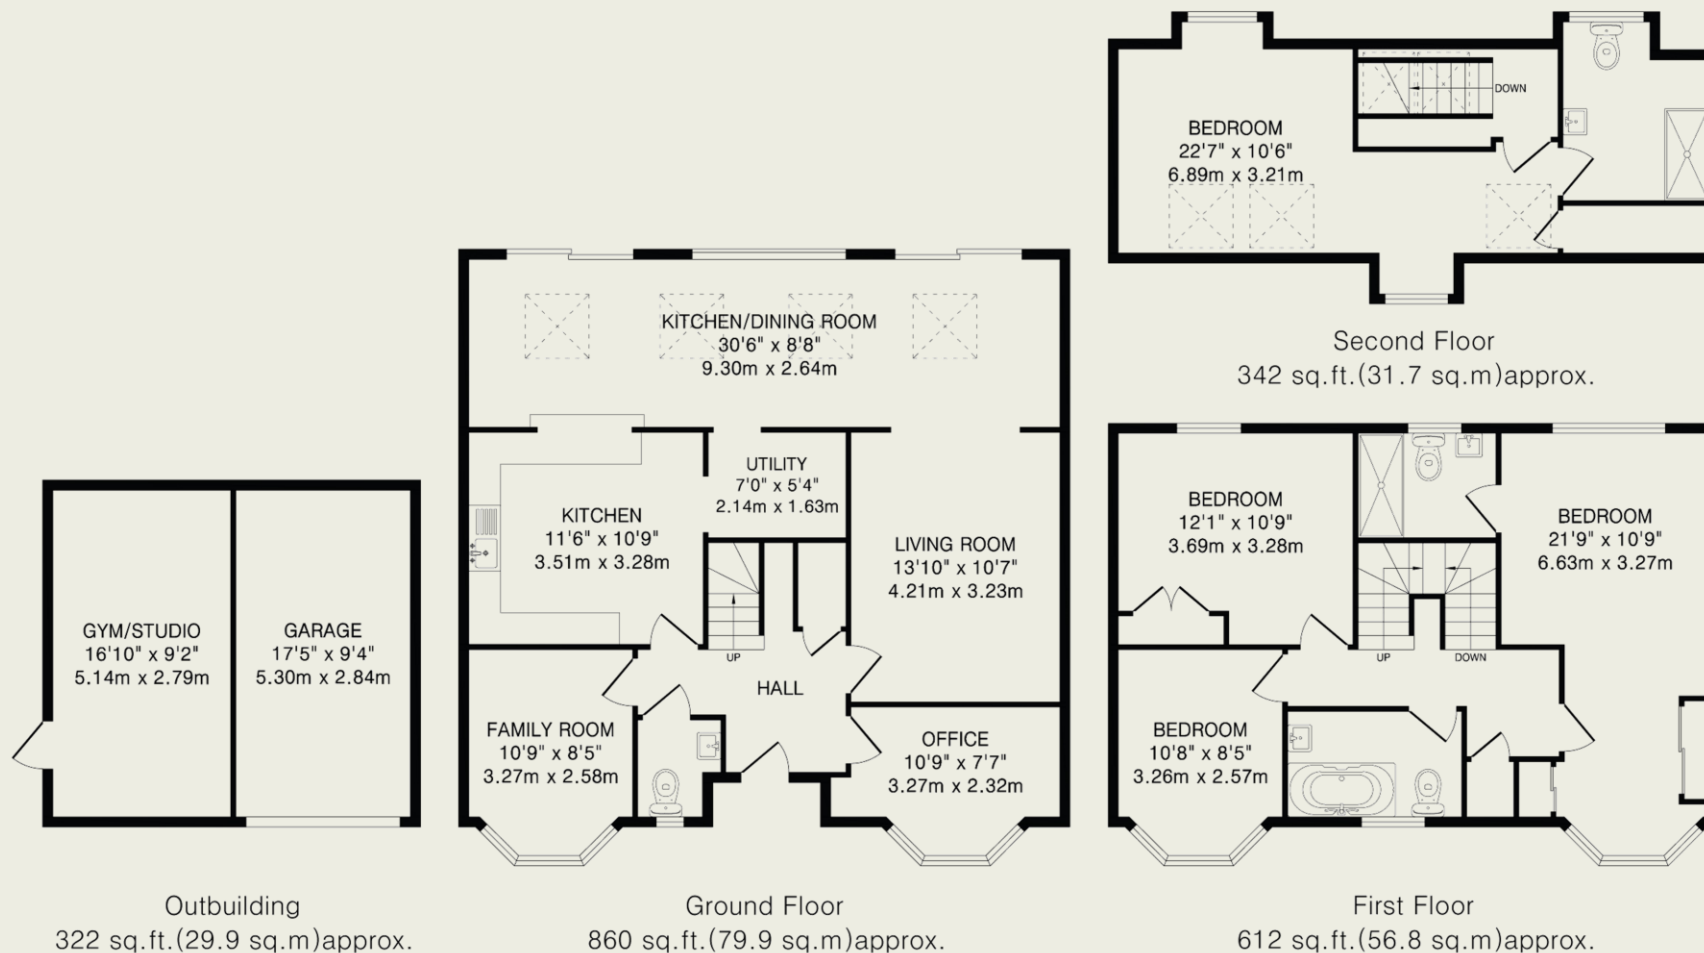 BEDROOM
22'7" x 10'6"
6.89m x 3.21m
DOWN
Second Floor
342 sq.ft.(31.7 sq.m)approx.
KITCHEN/DINING ROOM
30'6" x 8'8"
9.30m x 2.64m
KITCHEN
11'6" x 10'9"
3.51m x 3.28m
UTILITY
7'0" x 5'4"
2.14m x 1.63m
LIVING ROOM
13'10" x 10'7"
4.21m x 3.23m
UP
HALL
FAMILY ROOM
10'9" x 8'5"
3.27m x 2.58m
OFFICE
10'9" x 7'7"
3.27m x 2.32m
GYM/STUDIO
16'10" x 9'2"
5.14m x 2.79m
GARAGE
17'5" x 9'4"
5.30m x 2.84m
BEDROOM
12'1" x 10'9"
3.69m x 3.28m
BEDROOM
21'9" x 10'9"
6.63m x 3.27m
UP
DOWN
BEDROOM
10'8" x 8'5"
3.26m x 2.57m
Outbuilding
322 sq.ft.(29.9 sq.m)approx.
Ground Floor
860 sq.ft.(79.9 sq.m)approx.
First Floor
612 sq.ft.(56.8 sq.m)approx.